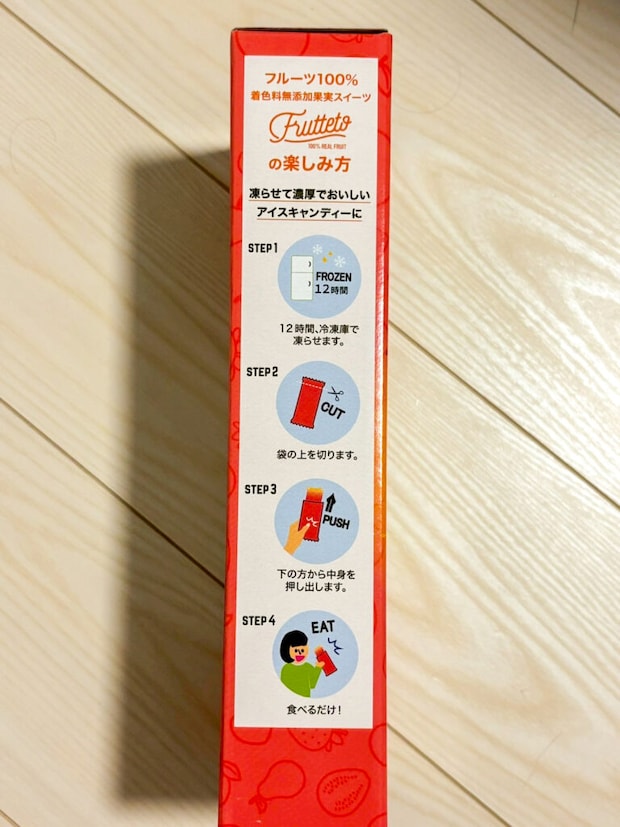 フルーツ100%
着色料無添加果実スイーツ
Frutteto
100% REAL FRUIT
の楽しみ方
凍らせて濃厚でおいしい
アイスキャンディーに
STEP1
FROZEN
12時間
12時間、冷凍庫で
凍らせます。
STEP2
CUT
袋の上を切ります。
STEP3
PUSH
下の方から中身を
押し出します。
STEP4
EAT
食べるだけ!